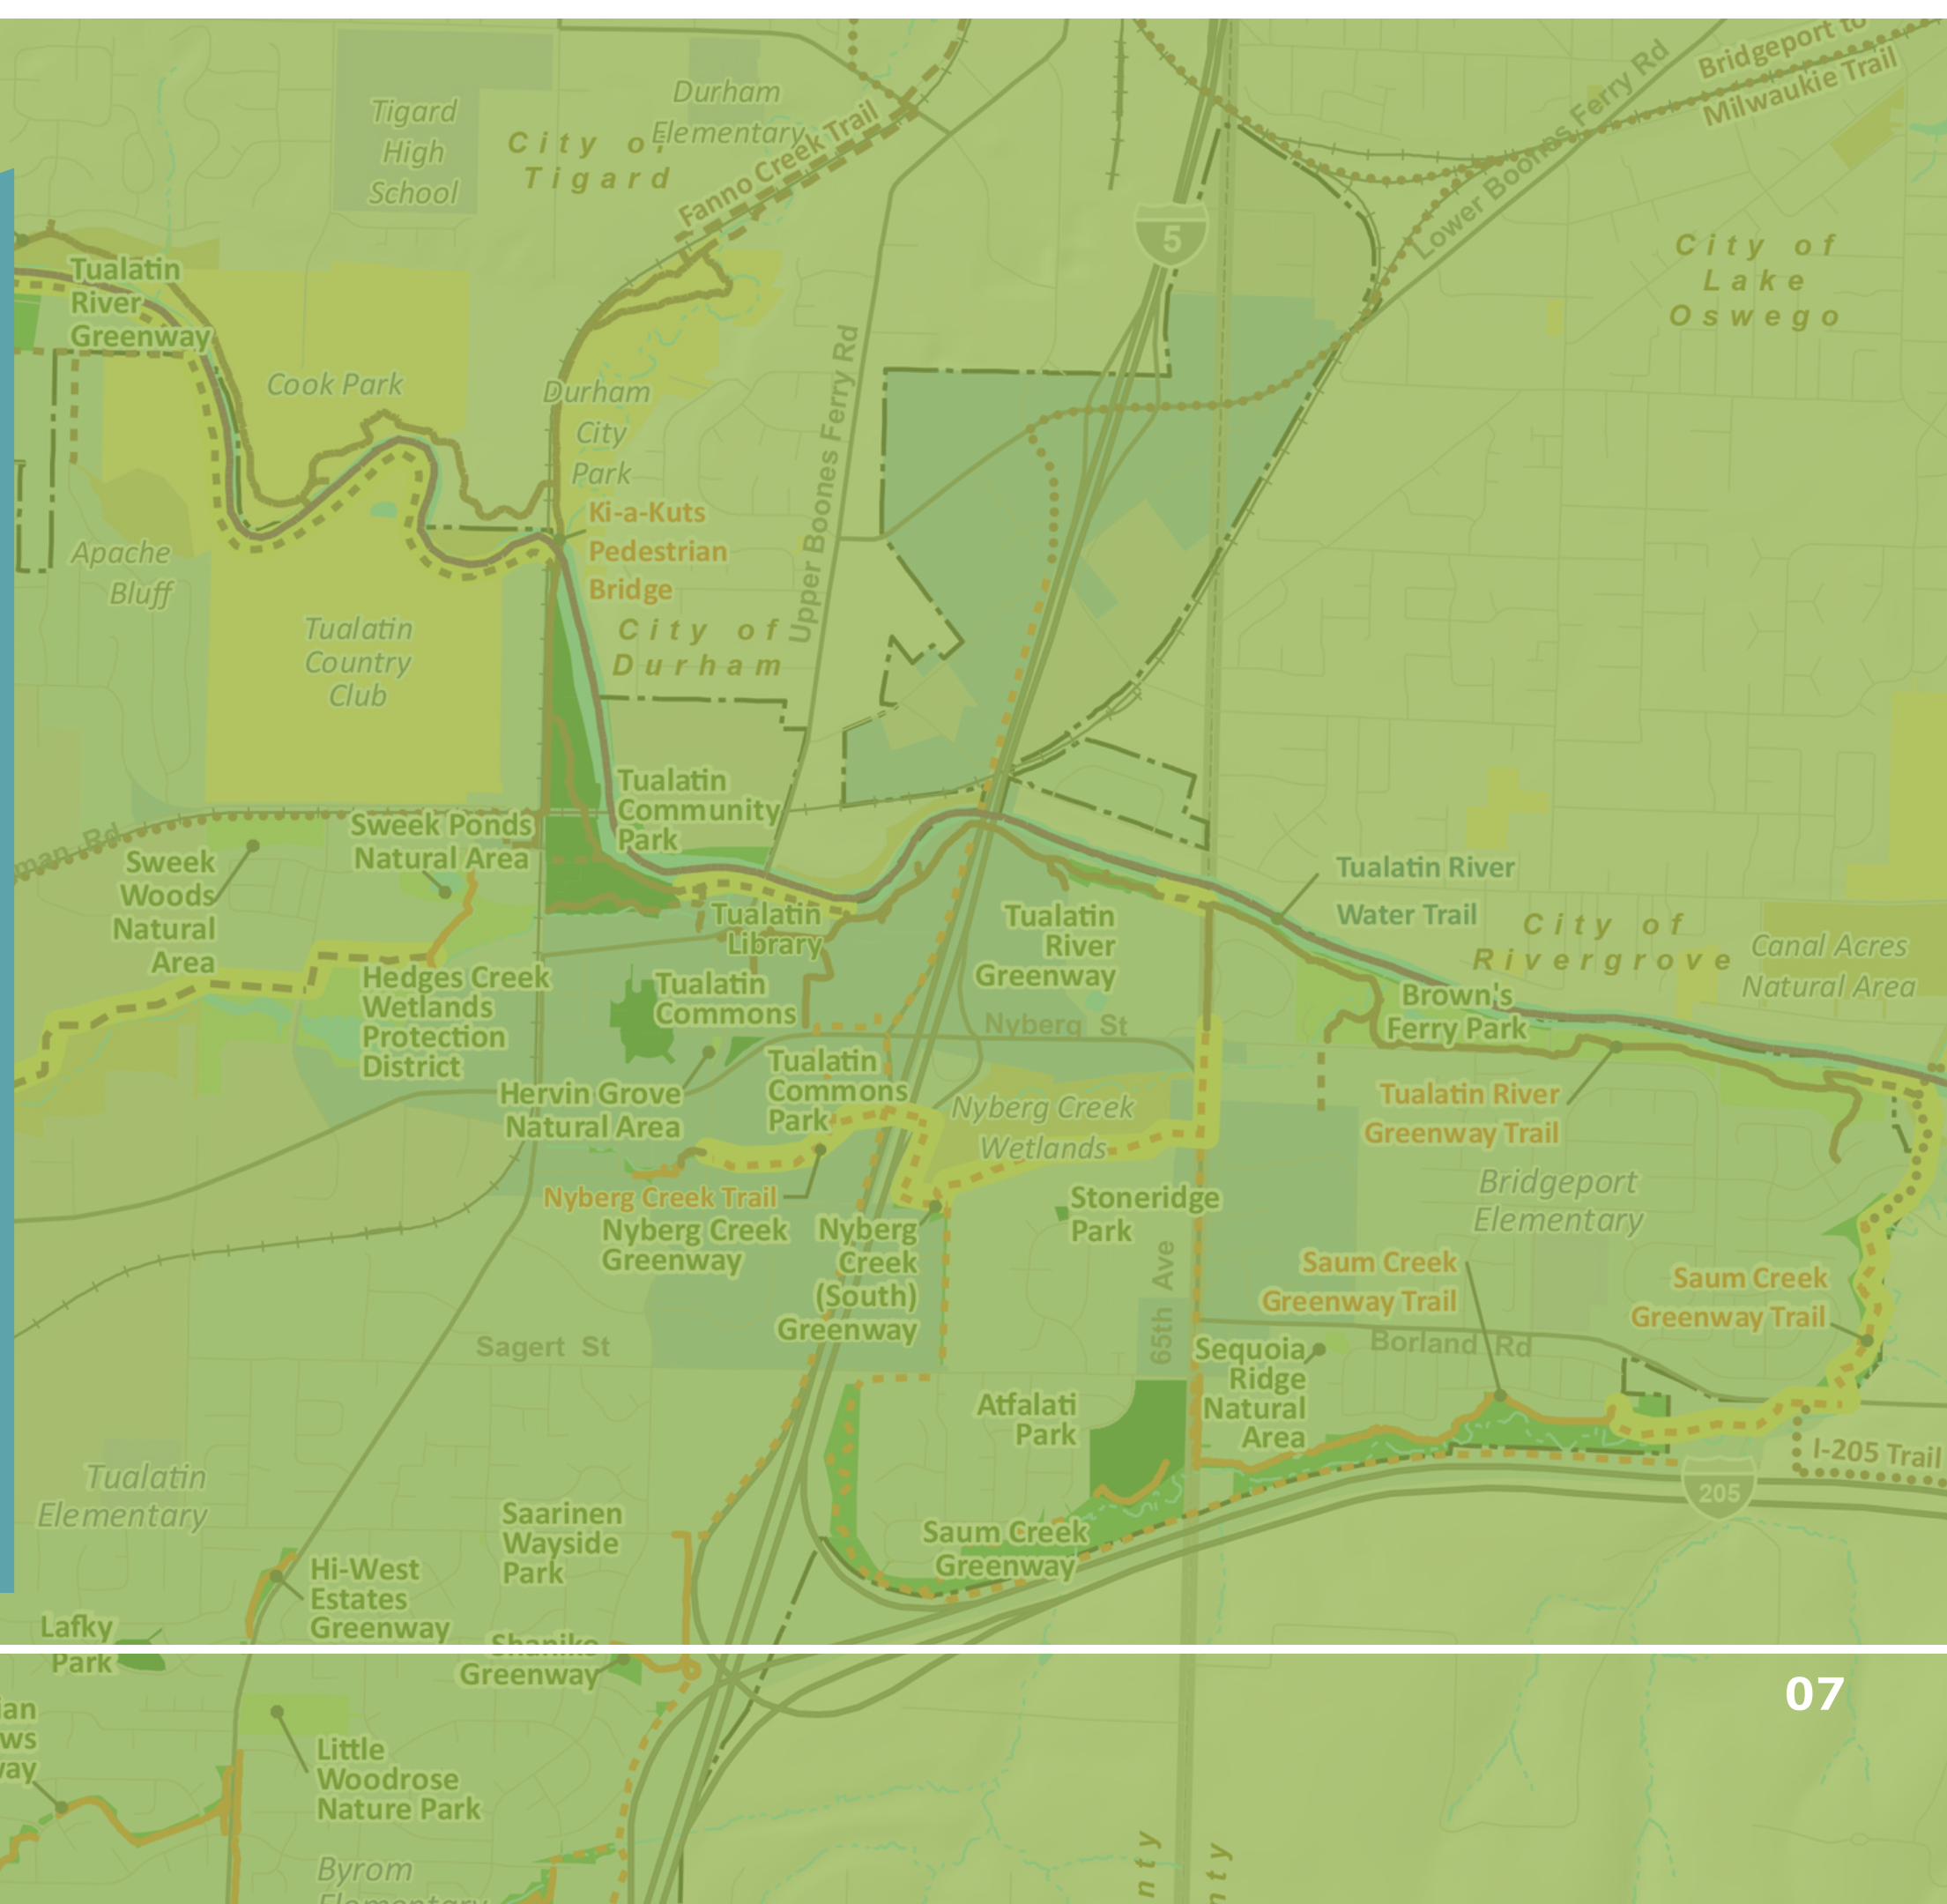 Bridgeport to
Milwaukie Trail
Lower Boones Ferry Rd
Durham
Elementary
Tigard
High
School
City of
Tigard
Fanno Creek Trail
5
City of
Lake
Oswego
Tualatin
River
Greenway
Cook Park
Durham
City
Park
Upper Boones Ferry Rd
Ki-a-Kuts
Pedestrian
Bridge
Apache
Bluff
Tualatin
Country
Club
City of
Durham
Tualatin
Community
Park
Rd
Sweek Ponds
Natural Area
Sweek
Woods
Natural
Area
Tualatin River
Water Trail
Tualatin
Library
Tualatin
River
Greenway
City of
Rivergrove
Canal Acres
Natural Area
Hedges Creek
Wetlands
Protection
District
Tualatin
Commons
Brown's
Ferry Park
Nyberg St
Tualatin
Commons
Park
Hervin Grove
Natural Area
Nyberg Creek
Wetlands
Tualatin River
Greenway Trail
Nyberg Creek Trail
Nyberg Creek
Greenway
Nyberg
Creek
(South)
Greenway
Stoneridge
Park
Bridgeport
Elementary
65th Ave
Saum Creek
Greenway Trail
Saum Creek
Greenway Trail
Sagert St
Sequoia
Ridge
Natural
Area
Borland Rd
Atfalati
Park
I-205 Trail
205
Tualatin
Elementary
Saarinen
Wayside
Park
Saum Creek
Greenway
Hi-West
Estates
Greenway
Lafky
Park
Shaniko
Greenway
07
Little
Woodrose
Nature Park
Byrom
Elementary